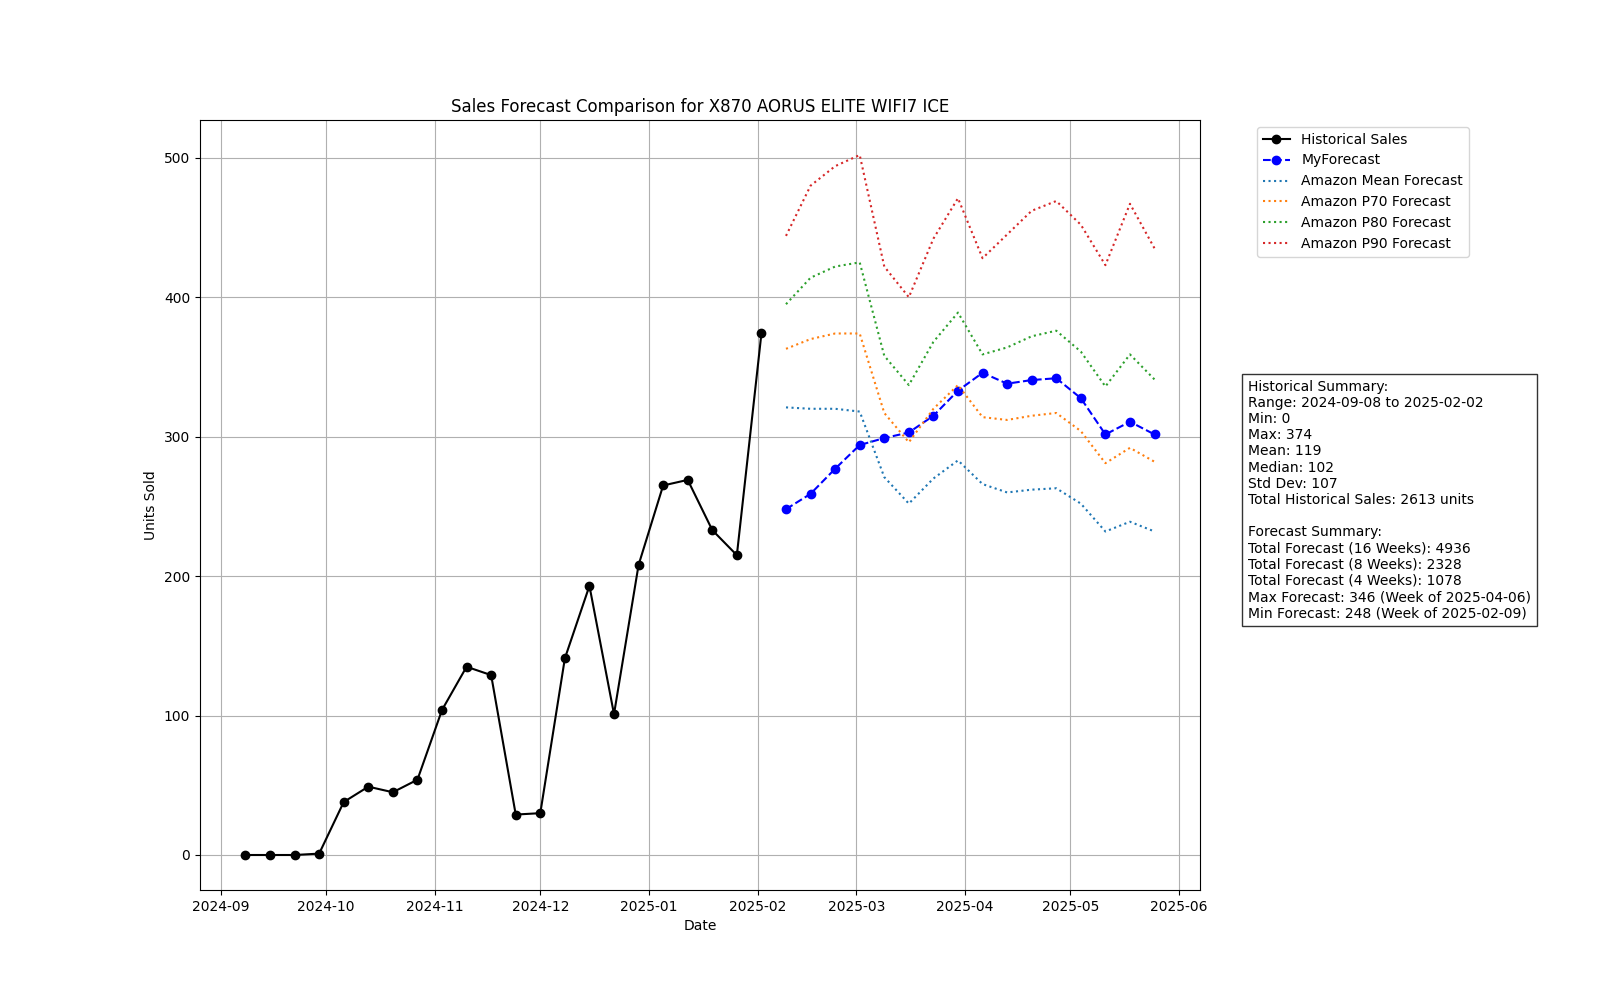 Sales Forecast Comparison for X870 AORUS ELITE WIFI7 ICE
Units Sold
500
400
300
200
100
0
2024-09 2024-10 2024-11 2024-12 2025-01 2025-02 2025-03 2025-04 2025-05 2025-06
Date
Historical Sales
MyForecast
Amazon Mean Forecast
Amazon P70 Forecast
Amazon P80 Forecast
Amazon P90 Forecast
Historical Summary:
Range: 2024-09-08 to 2025-02-02
Min: 0
Max: 374
Mean: 119
Median: 102
Std Dev: 107
Total Historical Sales: 2613 units
Forecast Summary:
Total Forecast (16 Weeks): 4936
Total Forecast (8 Weeks): 2328
Total Forecast (4 Weeks): 1078
Max Forecast: 346 (Week of 2025-04-06)
Min Forecast: 248 (Week of 2025-02-09)